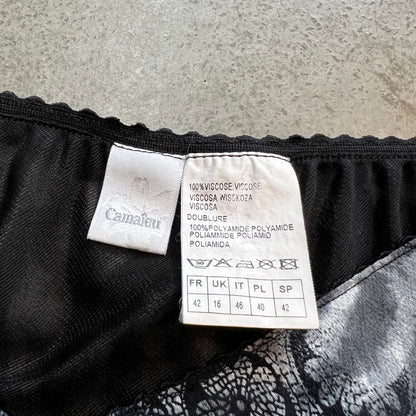 Camaïeu
100%VISCOSE.VISCOSE
VISCOSA.WISCKOZA
VISCOSA
DOUBLURE
100%POLYAMIDE.POLYAMIDE
POLIAMMIDE POLIAMID
POLIAMIDA
FR UK IT PL SP
42 16 46 40 42